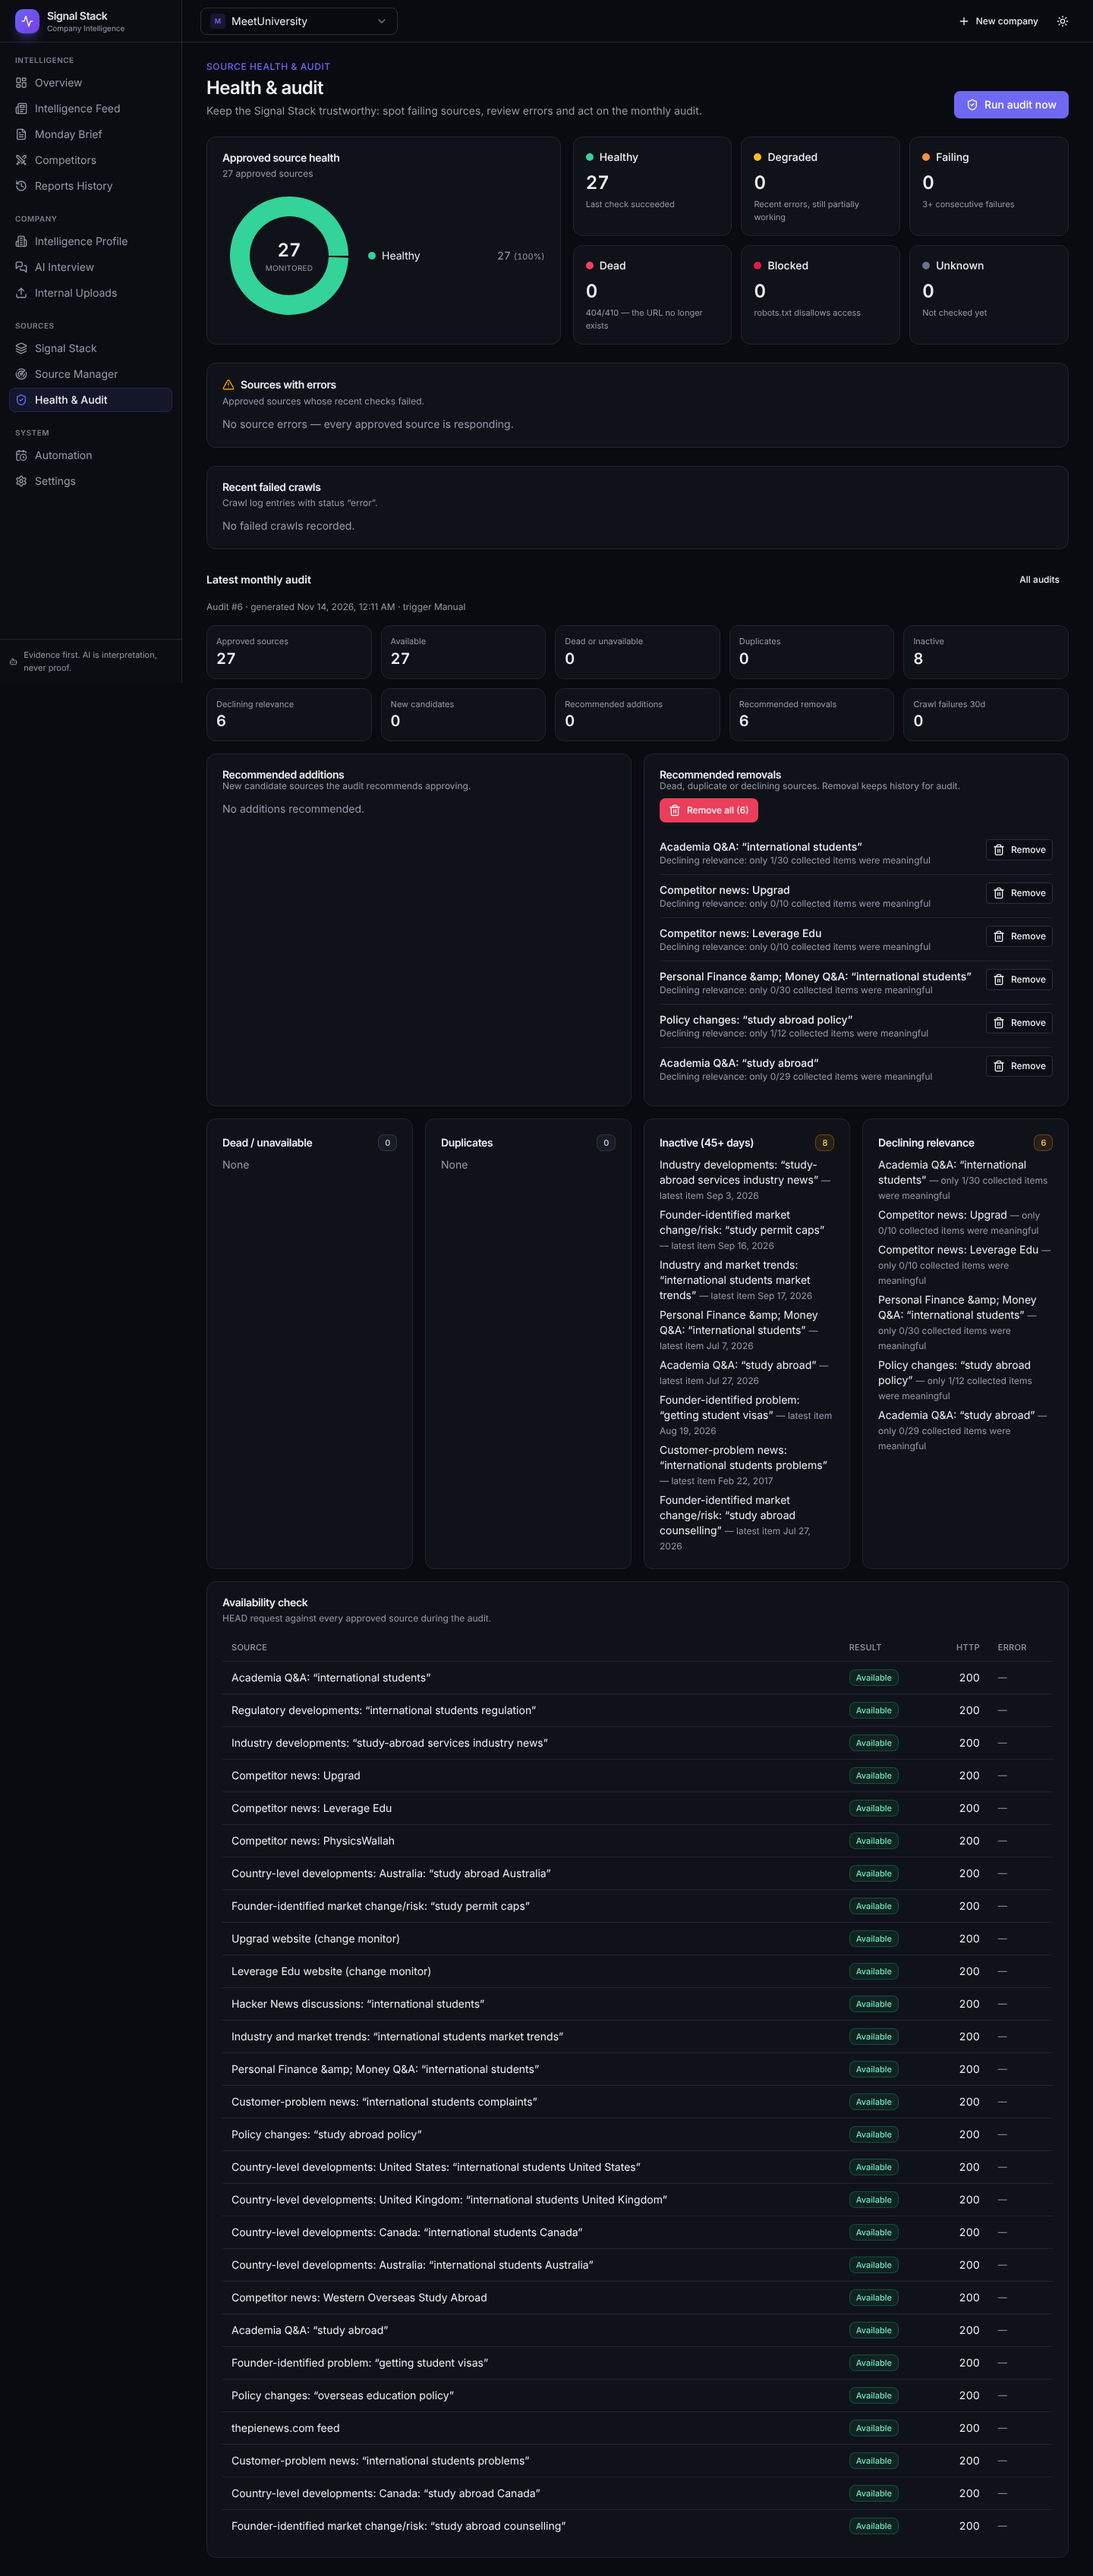 Signal Stack
Company Intelligence
M
MeetUniversity
New company
INTELLIGENCE
Overview
Intelligence Feed
Monday Brief
Competitors
Reports History
COMPANY
Intelligence Profile
AI Interview
Internal Uploads
SOURCES
Signal Stack
Source Manager
Health & Audit
SYSTEM
Automation
Settings
Evidence first. AI is interpretation,
never proof.
SOURCE HEALTH & AUDIT
Health & audit
Keep the Signal Stack trustworthy: spot failing sources, review errors and act on the monthly audit.
Run audit now
Approved source health
27 approved sources
27
MONITORED
Healthy
27 (100%)
Healthy
27
Last check succeeded
Degraded
0
Recent errors, still partially
working
Failing
0
3+ consecutive failures
Dead
0
404/410 — the URL no longer
exists
Blocked
0
robots.txt disallows access
Unknown
0
Not checked yet
Sources with errors
Approved sources whose recent checks failed.
No source errors — every approved source is responding.
Recent failed crawls
Crawl log entries with status “error”.
No failed crawls recorded.
Latest monthly audit
All audits
Audit #6 · generated Nov 14, 2026, 12:11 AM · trigger Manual
Approved sources
27
Available
27
Dead or unavailable
0
Duplicates
0
Inactive
8
Declining relevance
6
New candidates
0
Recommended additions
0
Recommended removals
6
Crawl failures 30d
0
Recommended additions
New candidate sources the audit recommends approving.
No additions recommended.
Recommended removals
Dead, duplicate or declining sources. Removal keeps history for audit.
Remove all (6)
Academia Q&A: “international students”
Declining relevance: only 1/30 collected items were meaningful
Remove
Competitor news: Upgrad
Declining relevance: only 0/10 collected items were meaningful
Remove
Competitor news: Leverage Edu
Declining relevance: only 0/10 collected items were meaningful
Remove
Personal Finance &amp; Money Q&A: “international students”
Declining relevance: only 0/30 collected items were meaningful
Remove
Policy changes: “study abroad policy”
Declining relevance: only 1/12 collected items were meaningful
Remove
Academia Q&A: “study abroad”
Declining relevance: only 0/29 collected items were meaningful
Remove
Dead / unavailable
0
None
Duplicates
0
None
Inactive (45+ days)
8
Industry developments: “study-
abroad services industry news” —
latest item Sep 3, 2026
Founder-identified market
change/risk: “study permit caps”
— latest item Sep 16, 2026
Industry and market trends:
“international students market
trends” — latest item Sep 17, 2026
Personal Finance &amp; Money
Q&A: “international students” —
latest item Jul 7, 2026
Academia Q&A: “study abroad” —
latest item Jul 27, 2026
Founder-identified problem:
“getting student visas” — latest item
Aug 19, 2026
Customer-problem news:
“international students problems”
— latest item Feb 22, 2017
Founder-identified market
change/risk: “study abroad
counselling” — latest item Jul 27,
2026
Declining relevance
6
Academia Q&A: “international
students” — only 1/30 collected items
were meaningful
Competitor news: Upgrad — only
0/10 collected items were meaningful
Competitor news: Leverage Edu —
only 0/10 collected items were
meaningful
Personal Finance &amp; Money
Q&A: “international students” —
only 0/30 collected items were
meaningful
Policy changes: “study abroad
policy” — only 1/12 collected items
were meaningful
Academia Q&A: “study abroad” —
only 0/29 collected items were
meaningful
Availability check
HEAD request against every approved source during the audit.
SOURCE RESULT HTTP ERROR
Academia Q&A: “international students” Available 200 —
Regulatory developments: “international students regulation” Available 200 —
Industry developments: “study-abroad services industry news” Available 200 —
Competitor news: Upgrad Available 200 —
Competitor news: Leverage Edu Available 200 —
Competitor news: PhysicsWallah Available 200 —
Country-level developments: Australia: “study abroad Australia” Available 200 —
Founder-identified market change/risk: “study permit caps” Available 200 —
Upgrad website (change monitor) Available 200 —
Leverage Edu website (change monitor) Available 200 —
Hacker News discussions: “international students” Available 200 —
Industry and market trends: “international students market trends” Available 200 —
Personal Finance &amp; Money Q&A: “international students” Available 200 —
Customer-problem news: “international students complaints” Available 200 —
Policy changes: “study abroad policy” Available 200 —
Country-level developments: United States: “international students United States” Available 200 —
Country-level developments: United Kingdom: “international students United Kingdom” Available 200 —
Country-level developments: Canada: “international students Canada” Available 200 —
Country-level developments: Australia: “international students Australia” Available 200 —
Competitor news: Western Overseas Study Abroad Available 200 —
Academia Q&A: “study abroad” Available 200 —
Founder-identified problem: “getting student visas” Available 200 —
Policy changes: “overseas education policy” Available 200 —
thepienews.com feed Available 200 —
Customer-problem news: “international students problems” Available 200 —
Country-level developments: Canada: “study abroad Canada” Available 200 —
Founder-identified market change/risk: “study abroad counselling” Available 200 —